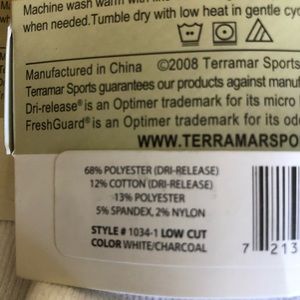 Machine wash warm with
when needed.Tumble dry with low heat in gentle cyc
Manufactured in China ©2008 Terramar Sports
Terramar Sports guarantees our products against manuf
Dri-release® is an Optimer trademark for its micro
FreshGuard® is an Optimer trademark for its odo
WWW.TERRAMARSPO
68% POLYESTER (DRI-RELEASE)
12% COTTON (DRI-RELEASE)
13% POLYESTER
5% SPANDEX, 2% NYLON
STYLE # 1034-1 LOW CUT
COLOR WHITE/CHARCOAL
7 213